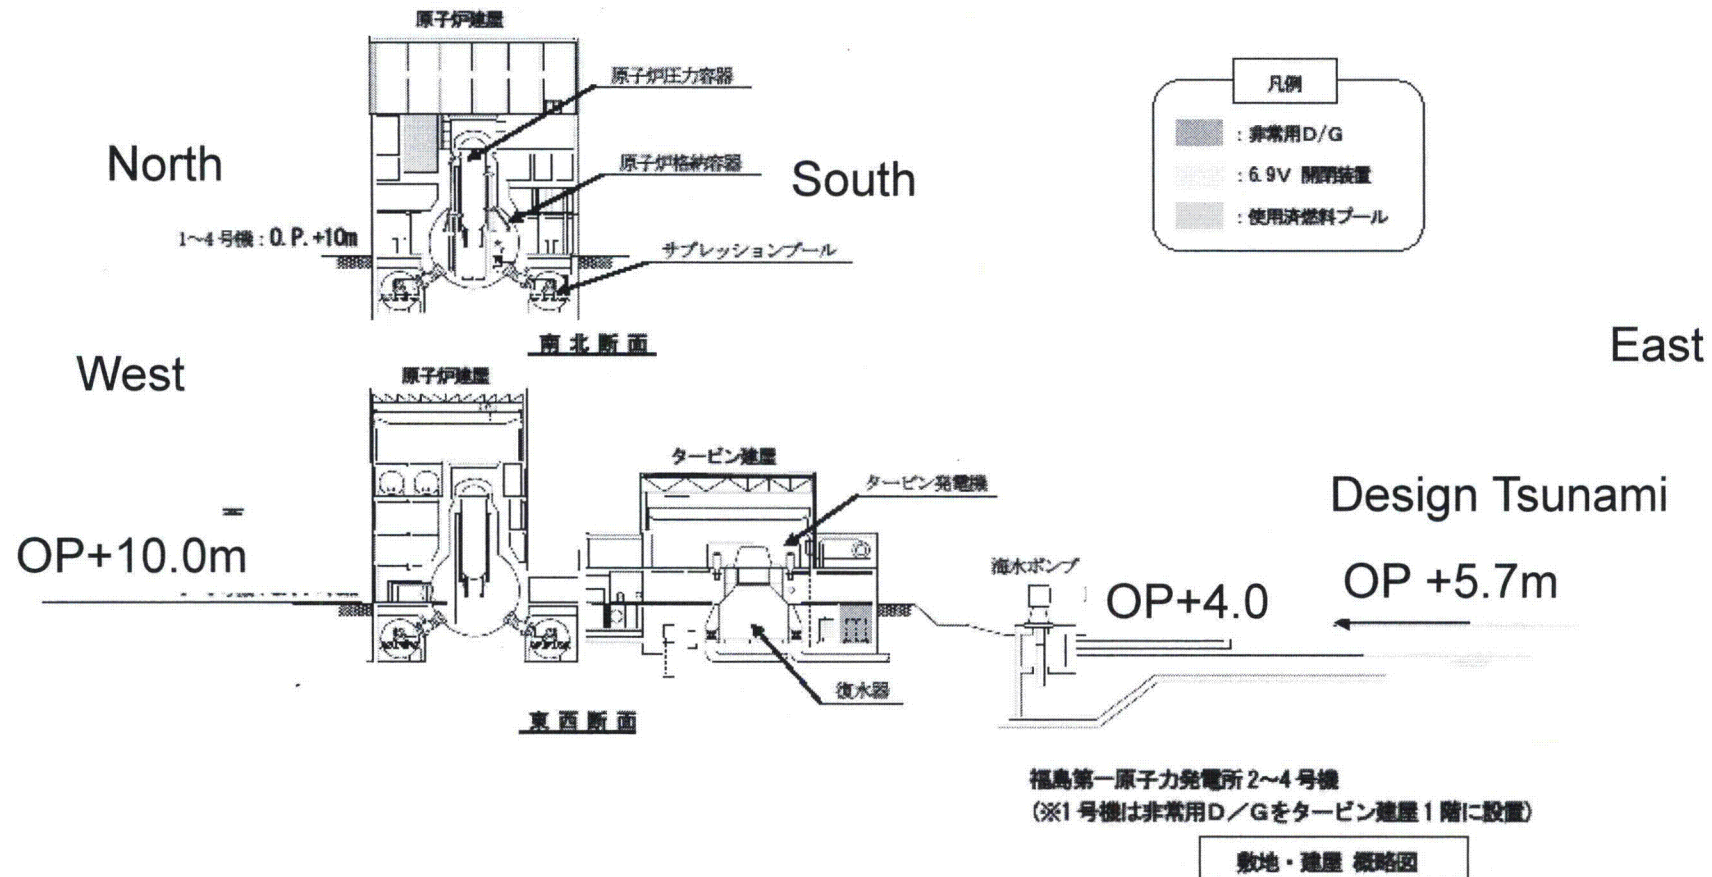 原子炉建屋
原子炉圧力容器
凡例
：非常用D/G
North
原子炉格納容器
South
：6.9V 開閉装置
：使用済燃料プール
1～4号機：O.P.+10m
サプレッションプール
南北断面
East
West
原子炉建屋
タービン建屋
タービン発電機
Design Tsunami
OP+10.0m
海水ポンプ
OP+4.0
OP +5.7m
復水器
東西断面
福島第一原子力発電所2～4号機
(※1号機は非常用D／Gをタービン建屋1階に設置)
敷地・建屋 概略図